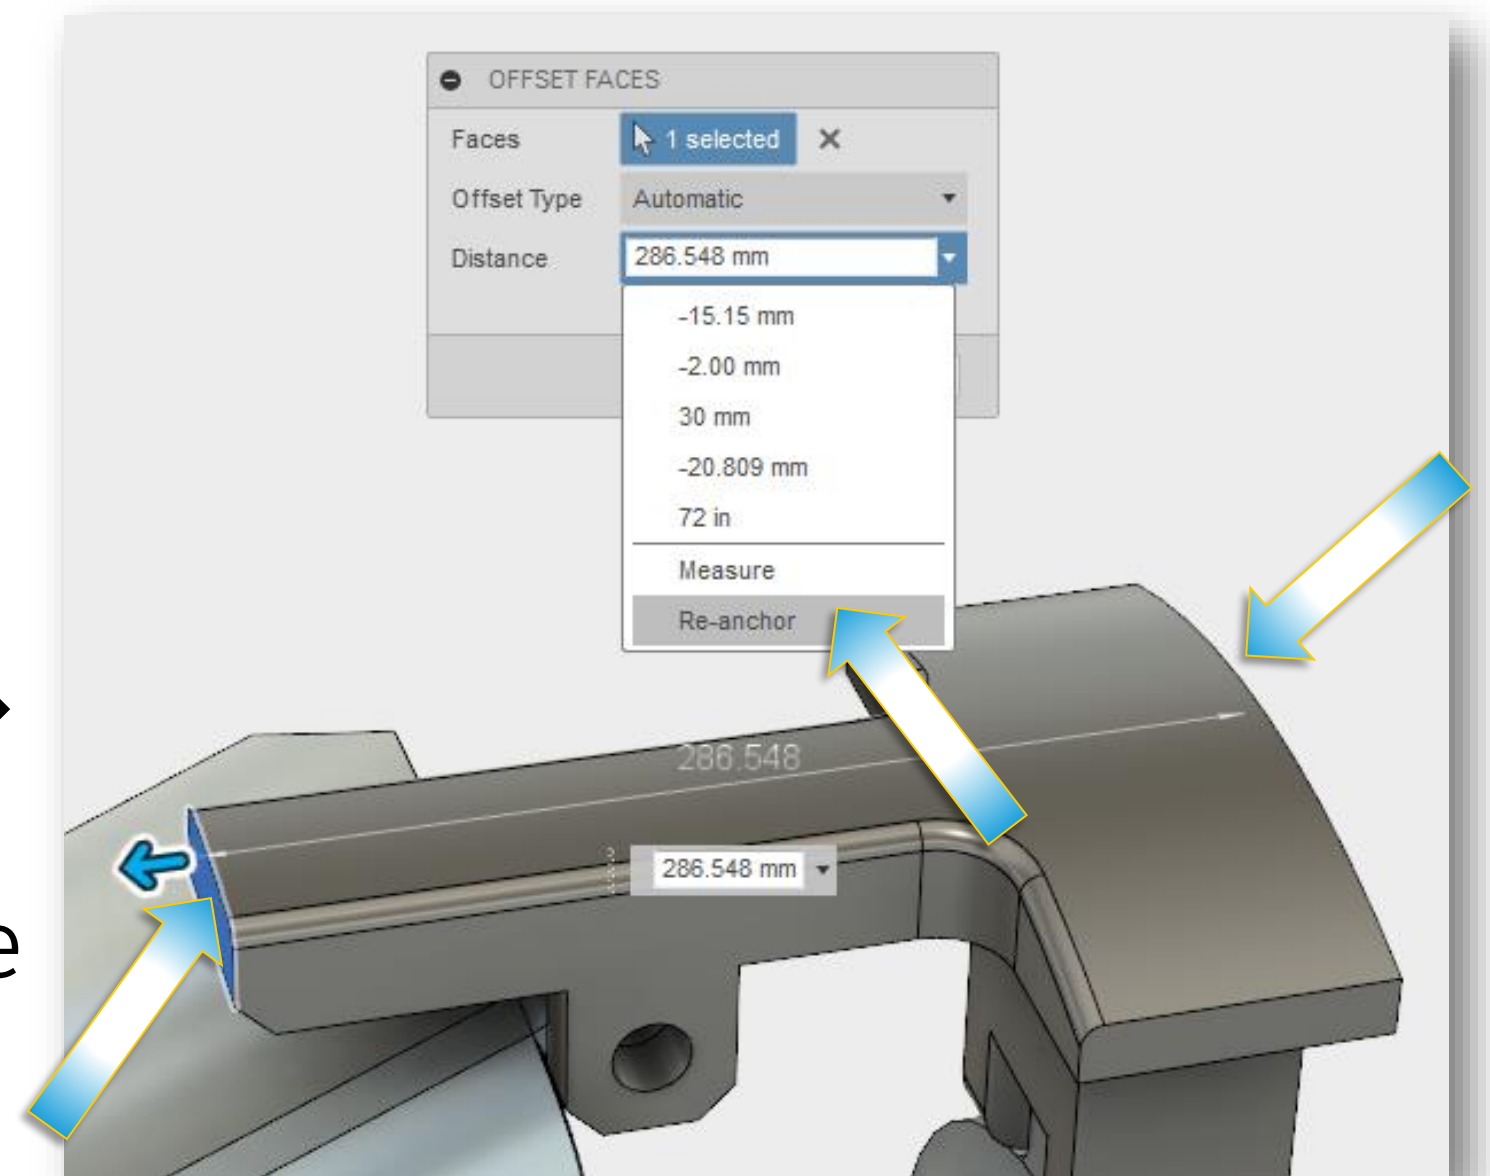 OFFSET FACES
Faces
1 selected
Offset Type
Automatic
Distance
286.548 mm
-15.15 mm
-2.00 mm
30 mm
-20.809 mm
72 in
Measure
Re-anchor
286.548
286.548 mm
e